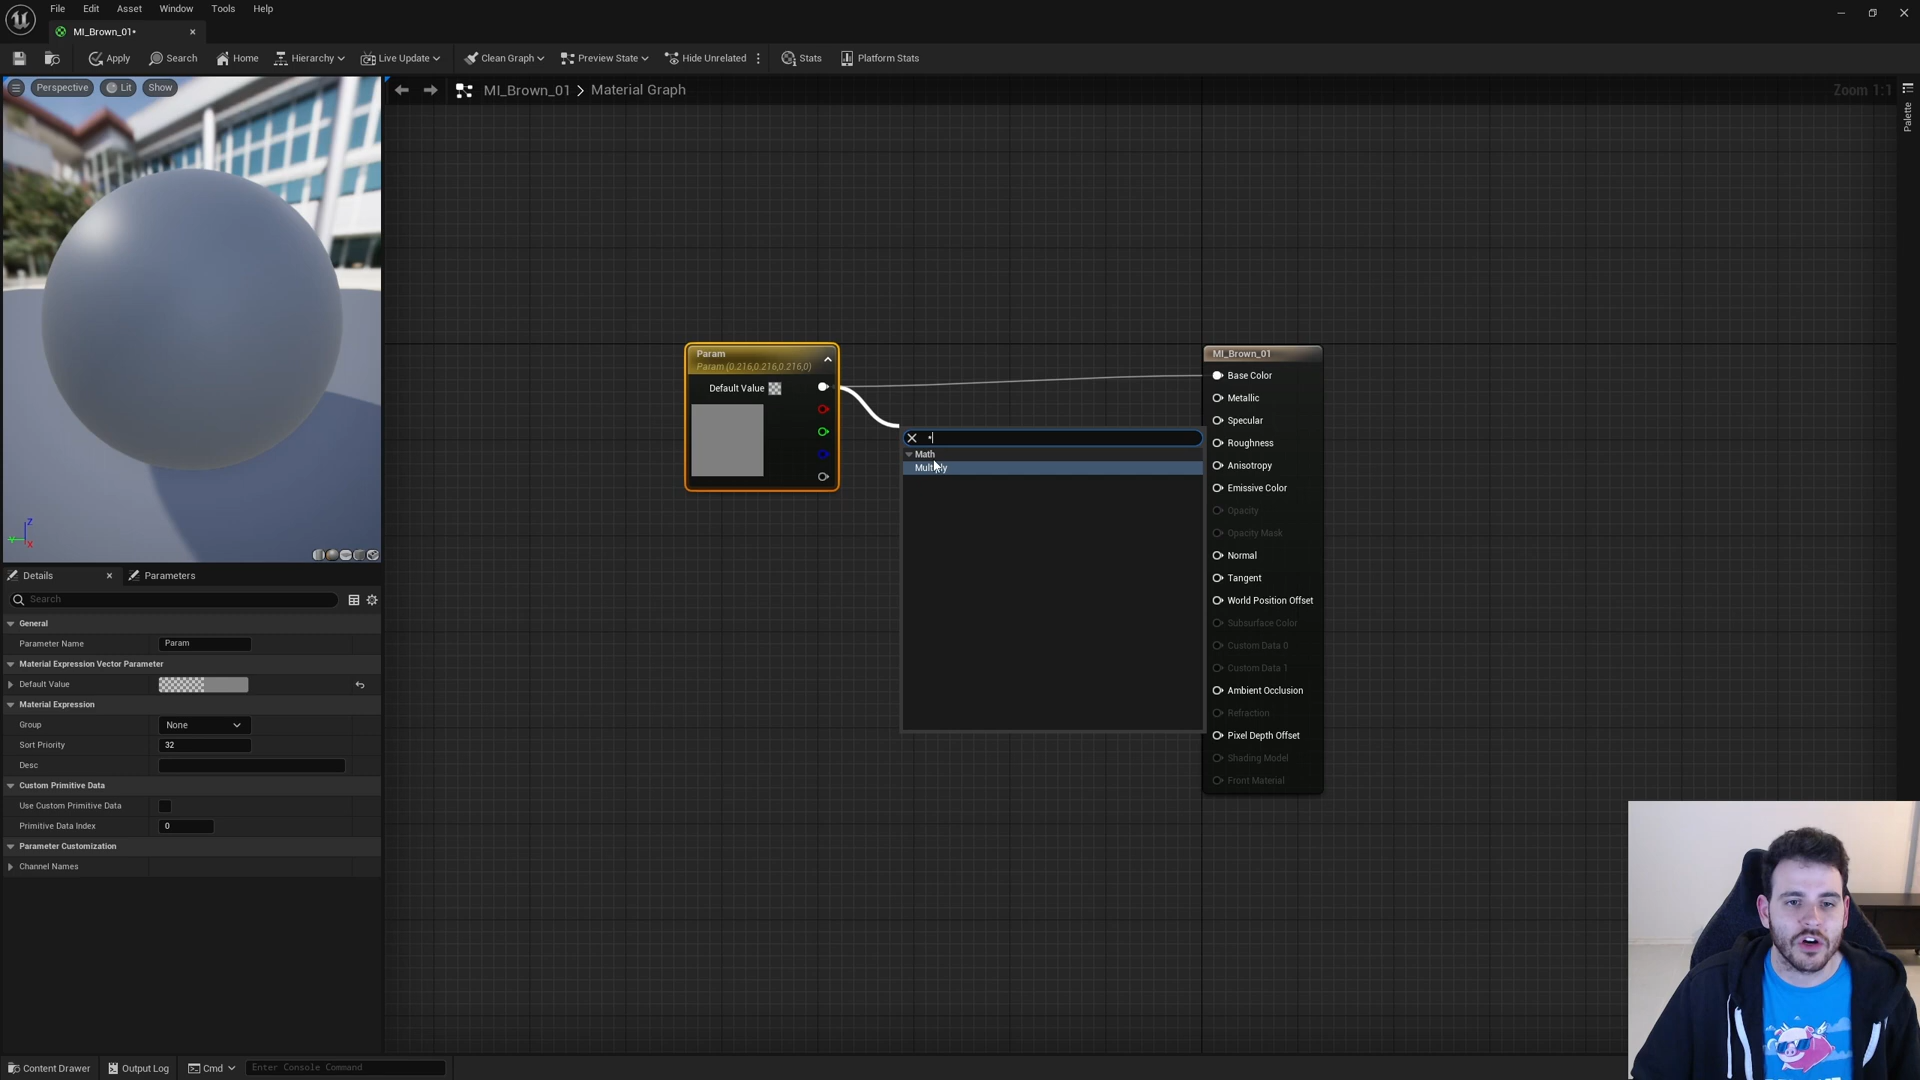 File Edit Asset Window Tools Help
MI_Brown_01•
Apply Search Home Hierarchy Live Update Clean Graph Preview State Hide Unrelated Stats Platform Stats
Perspective Lit Show
MI_Brown_01 > Material Graph
Zoom 1:1
Palette
Param
Param (0.216,0.216,0.216,0)
Default Value
Math
Multiply
MI_Brown_01
Base Color
Metallic
Specular
Roughness
Anisotropy
Emissive Color
Opacity
Opacity Mask
Normal
Tangent
World Position Offset
Subsurface Color
Custom Data 0
Custom Data 1
Ambient Occlusion
Refraction
Pixel Depth Offset
Shading Model
Front Material
Z
Y
X
Details Parameters
Search
General
Parameter Name Param
Material Expression Vector Parameter
Default Value
Material Expression
Group None
Sort Priority 32
Desc
Custom Primitive Data
Use Custom Primitive Data
Primitive Data Index 0
Parameter Customization
Channel Names
Content Drawer Output Log Cmd Enter Console Command